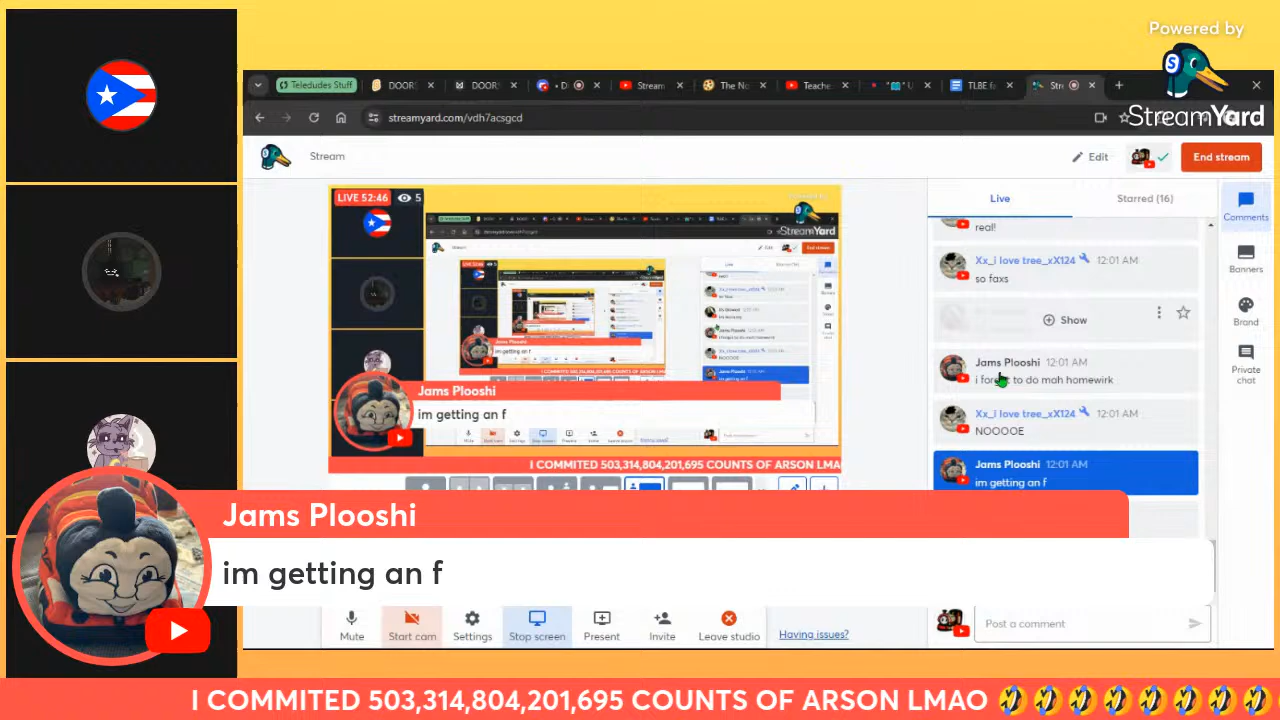 Powered by
StreamYard
Teledudes Stuff
DOORS
DOORS
Stream
The No
Teache
TLBE f
Stre
streamyard.com/vdh7acsgcd
Stream
Edit
End stream
LIVE 52:46
5
Live
Starred (16)
Comments
real!
Xx_i love tree_xX124 12:01 AM
so faxs
Show
Banners
Brand
Jams Plooshi 12:01 AM
i forget to do mah homewirk
Private
chat
Xx_i love tree_xX124 12:01 AM
NOOOOE
Jams Plooshi 12:01 AM
im getting an f
Jams Plooshi
im getting an f
I COMMITED 503,314,804,201,695 COUNTS OF ARSON LMA
Jams Plooshi
im getting an f
Mute
Start cam
Settings
Stop screen
Present
Invite
Leave studio
Having issues?
Post a comment
I COMMITED 503,314,804,201,695 COUNTS OF ARSON LMAO 🤣🤣🤣🤣🤣🤣🤣🤣